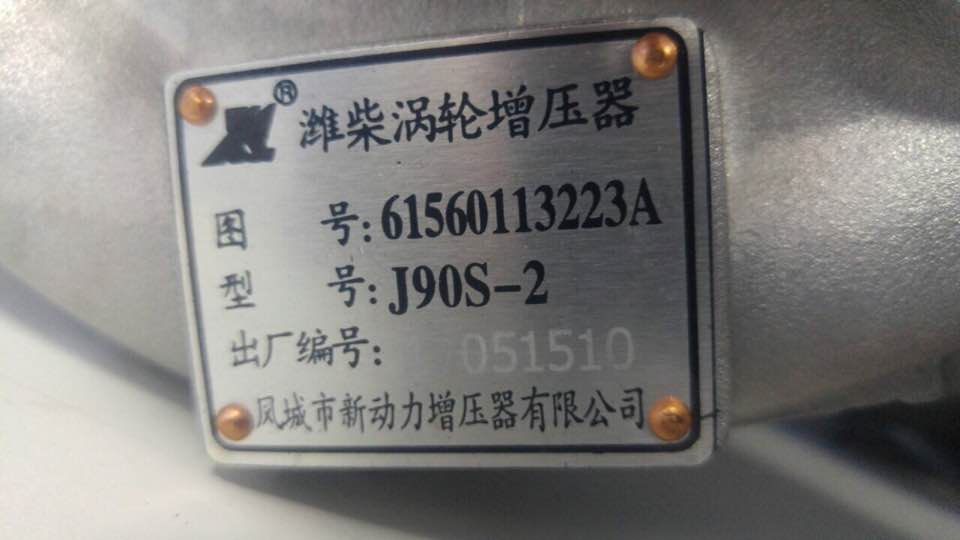 ® 潍柴涡轮增压器
图 号:61560113223A
型 号:J90S-2
出厂编号: 051510
凤城市新动力增压器有限公司